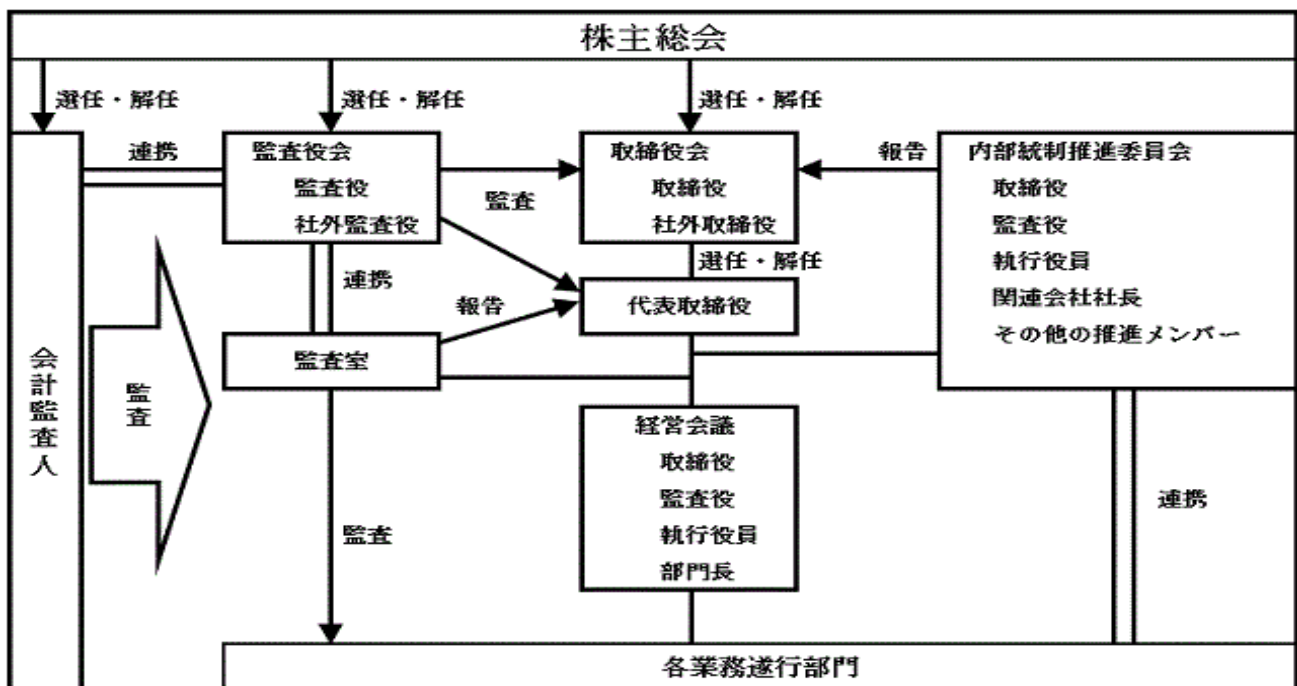 株主総会
選任・解任
選任・解任
選任・解任
連携
監査役会
監査役
社外監査役
監査
取締役会
取締役
社外取締役
報告
内部統制推進委員会
取締役
監査役
執行役員
関連会社社長
その他の推進メンバー
連携
選任・解任
報告
代表取締役
監査室
会計監査人
監査
経営会議
取締役
監査役
執行役員
部門長
監査
連携
各業務遂行部門